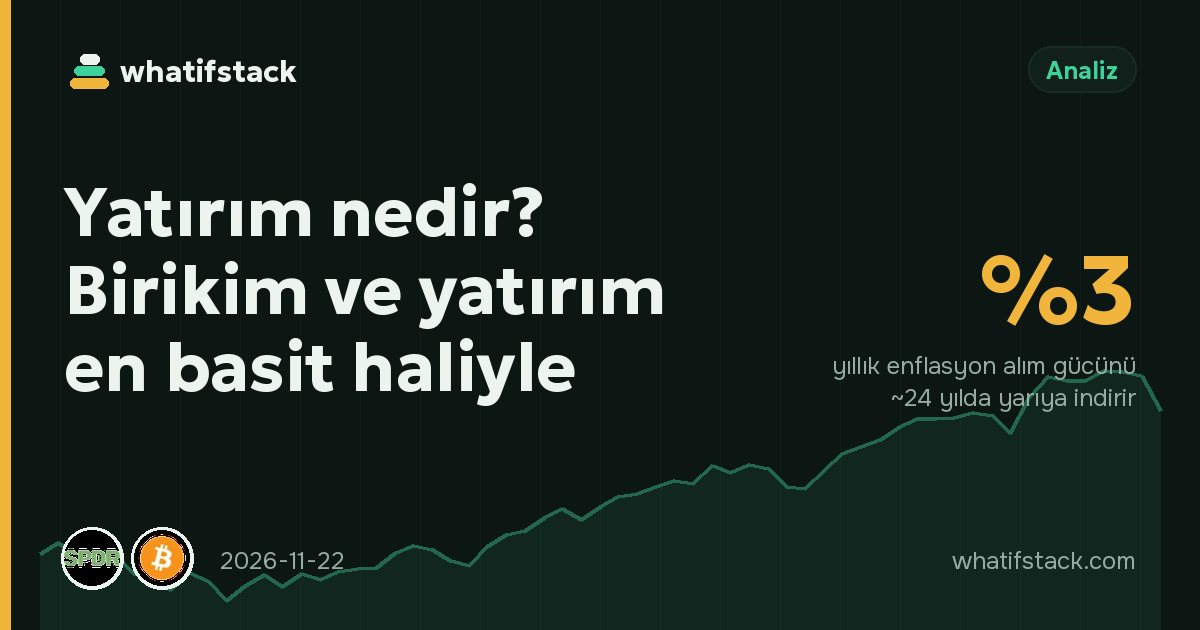 whatifstack
Analiz
Yatırım nedir?
Birikim ve yatırım
en basit haliyle
%3
yıllık enflasyon alım gücünü
~24 yılda yarıya indirir
SPDR
2026-11-22
whatifstack.com